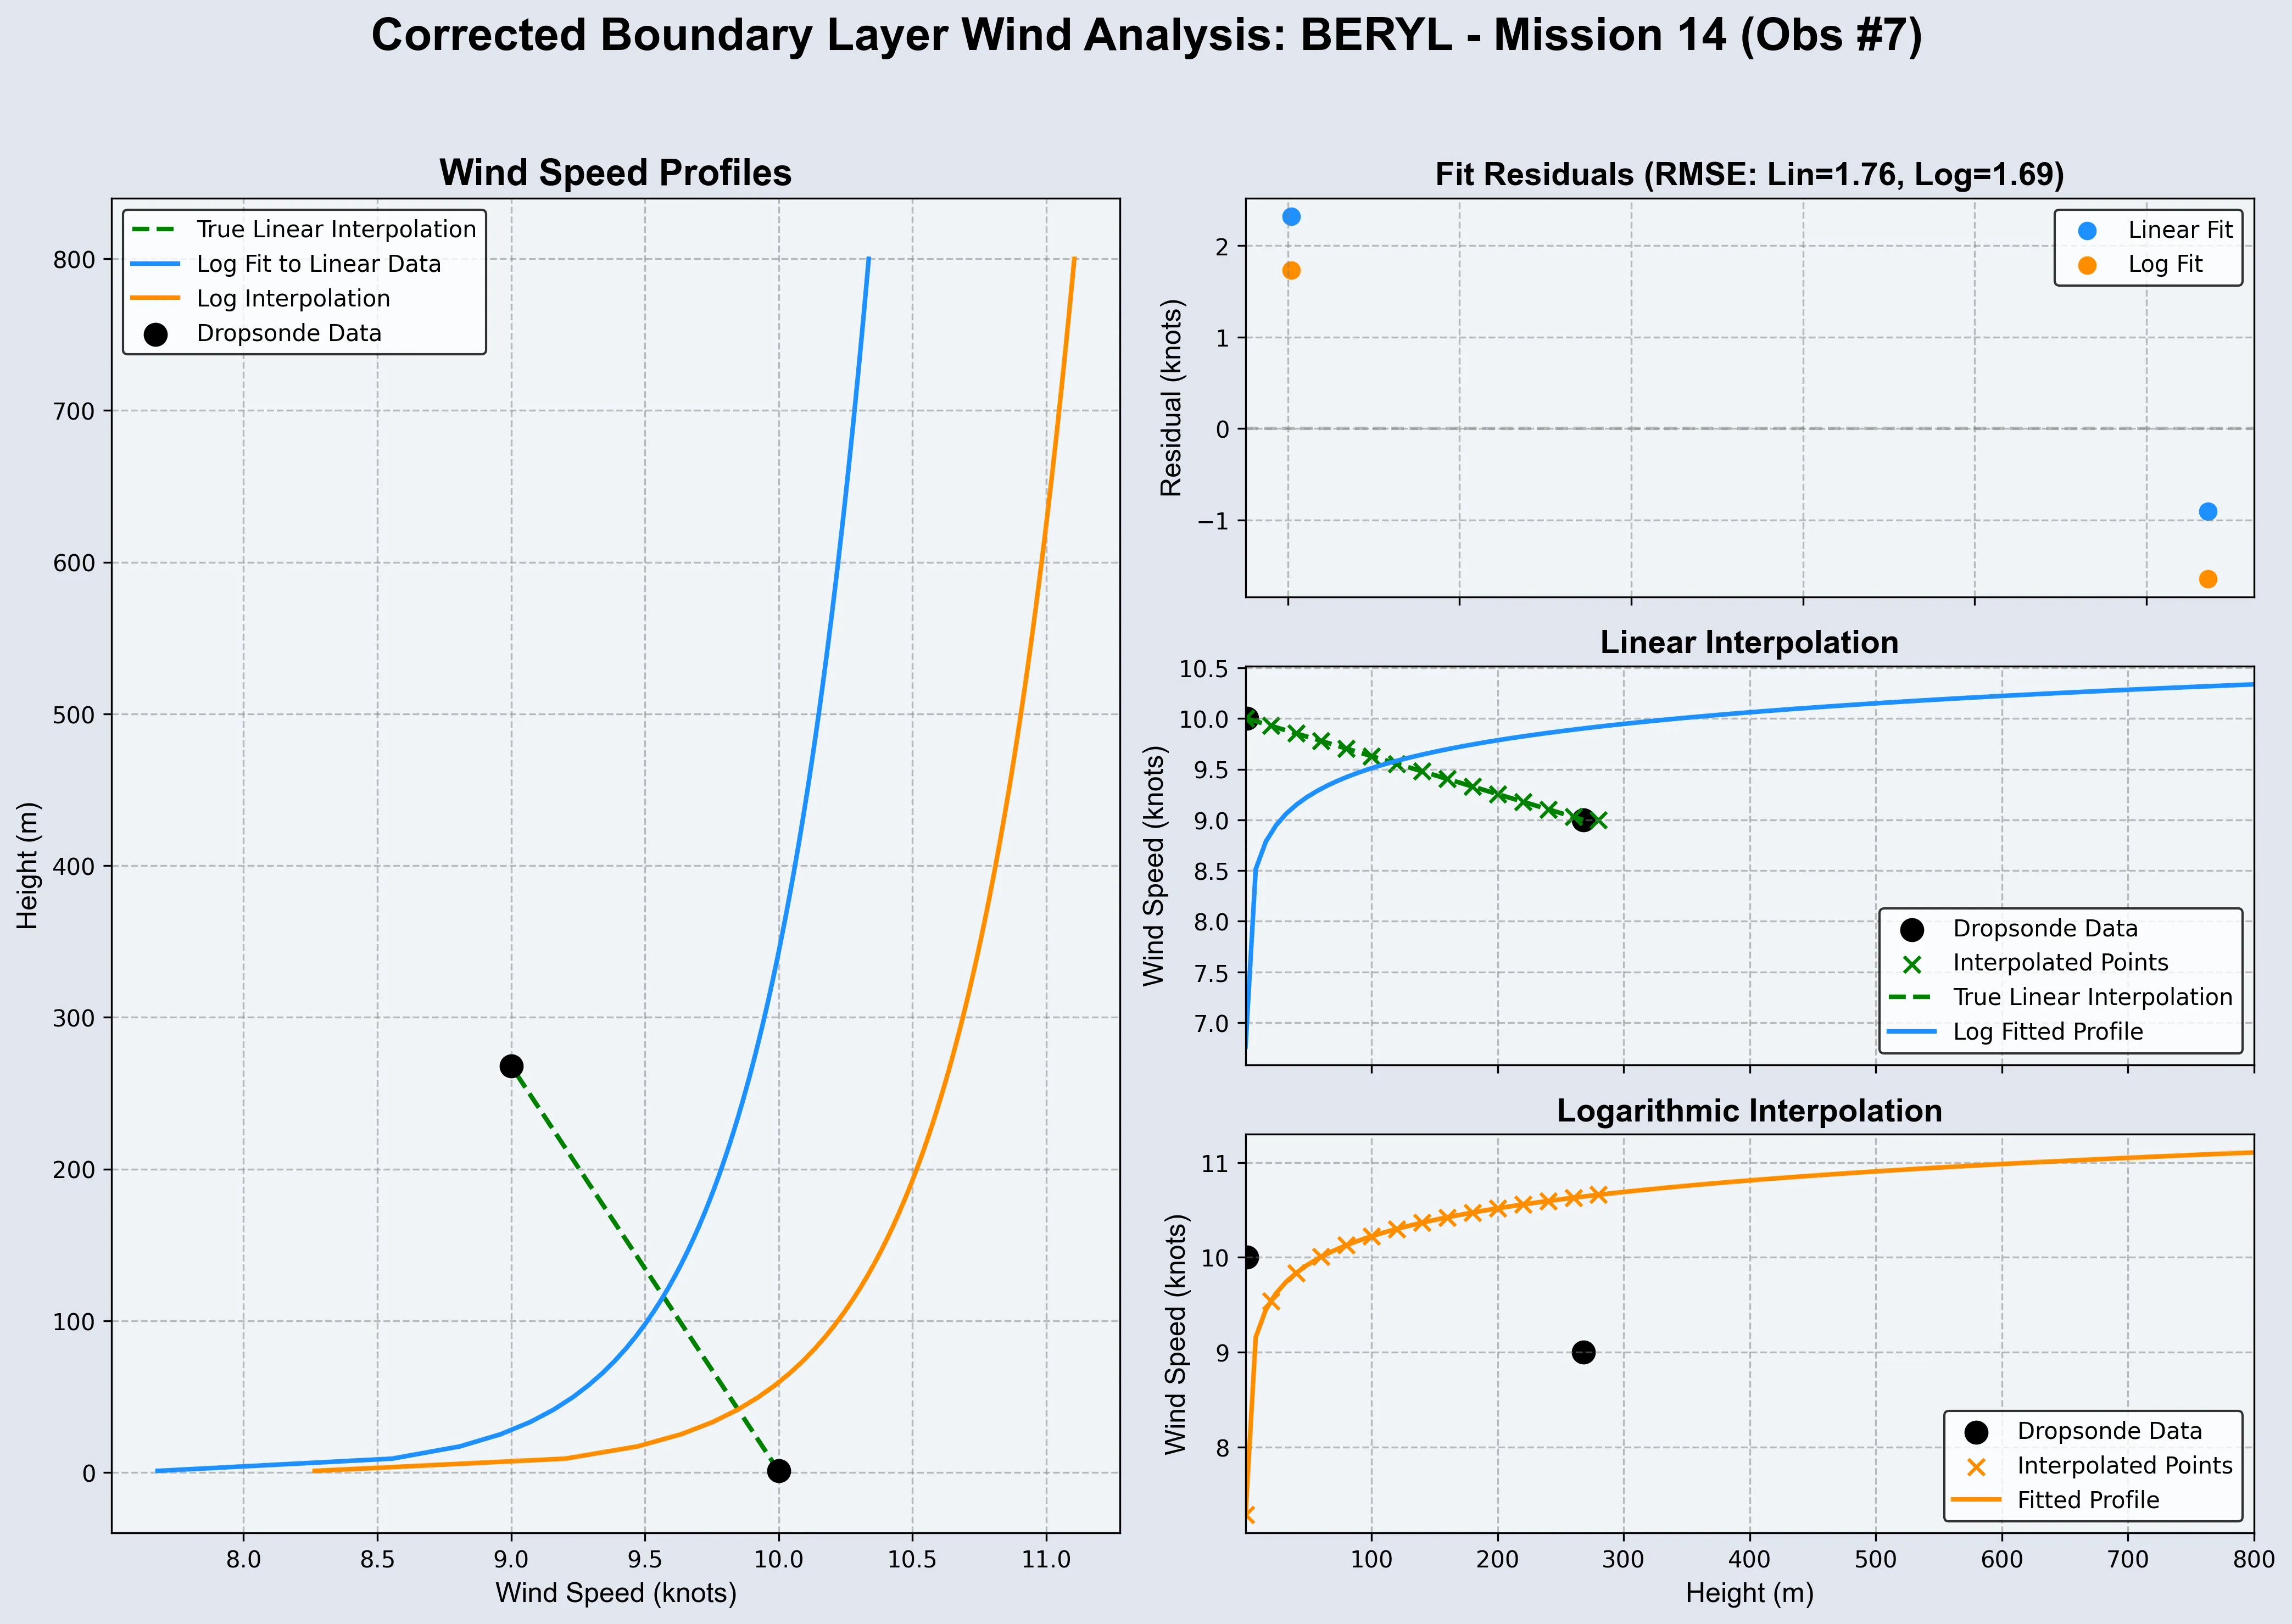 Corrected Boundary Layer Wind Analysis: BERYL - Mission 14 (Obs #7)
Wind Speed Profiles
True Linear Interpolation
Log Fit to Linear Data
Log Interpolation
Dropsonde Data
800
700
600
500
400
300
200
100
0
Height (m)
8.0
8.5
9.0
9.5
10.0
10.5
11.0
Wind Speed (knots)
Fit Residuals (RMSE: Lin=1.76, Log=1.69)
Linear Fit
Log Fit
2
1
0
−1
Residual (knots)
Linear Interpolation
10.5
10.0
9.5
9.0
8.5
8.0
7.5
7.0
Wind Speed (knots)
Dropsonde Data
Interpolated Points
True Linear Interpolation
Log Fitted Profile
Logarithmic Interpolation
11
10
9
8
Wind Speed (knots)
Dropsonde Data
Interpolated Points
Fitted Profile
100
200
300
400
500
600
700
800
Height (m)